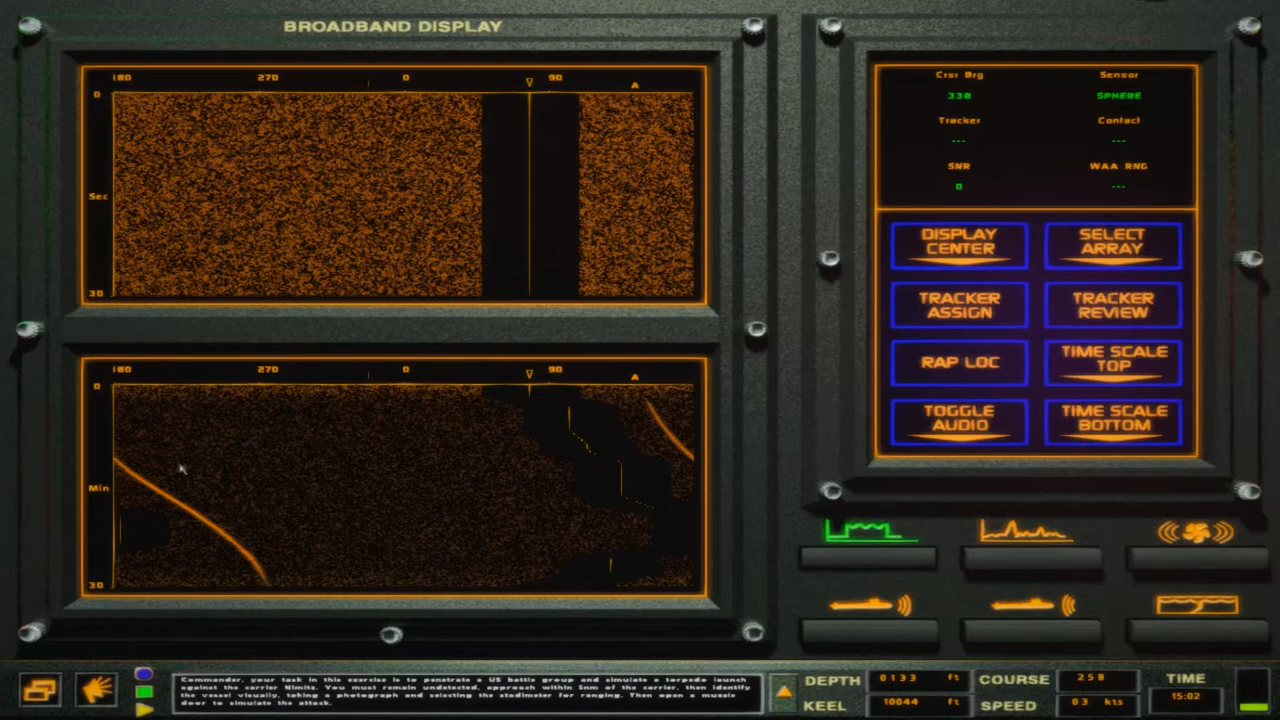 BROADBAND DISPLAY
180 270 0 90 A
0
Sec
30
180 270 0 90 A
0
Min
30
Crsr Brg Sensor
330 SPHERE
Tracker Contact
--- ---
SNR WAA RNG
0 ---
DISPLAY
CENTER
SELECT
ARRAY
TRACKER
ASSIGN
TRACKER
REVIEW
RAP LOC
TIME SCALE
TOP
TOGGLE
AUDIO
TIME SCALE
BOTTOM
Commander, your task in this exercise is to penetrate a US battle group and simulate a torpedo launch
against the carrier Nimitz. You must remain undetected, approach within 5nm of the carrier, then identify
the vessel visually, taking a photograph and selecting the stadimeter for ranging. Then open a muzzle
door to simulate the attack.
DEPTH 0133 ft COURSE 258 TIME
KEEL 10044 ft SPEED 03 kts 15:02